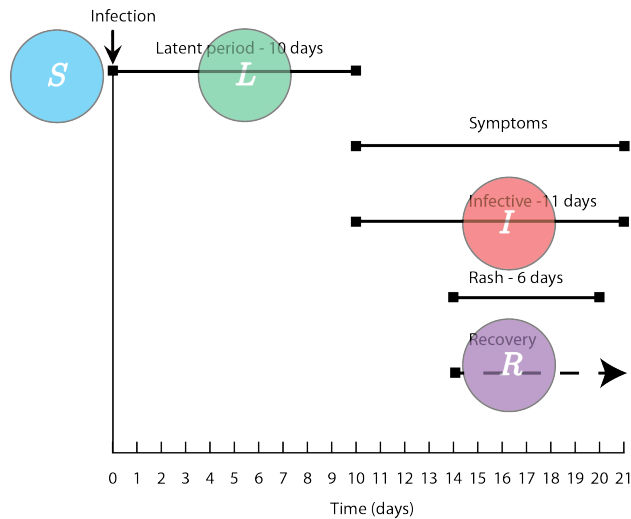 Infection
Latent period - 10 days
S
L
Symptoms
Infective -11 days
I
Rash - 6 days
Recovery
R
0 1 2 3 4 5 6 7 8 9 10 11 12 13 14 15 16 17 18 19 20 21
Time (days)